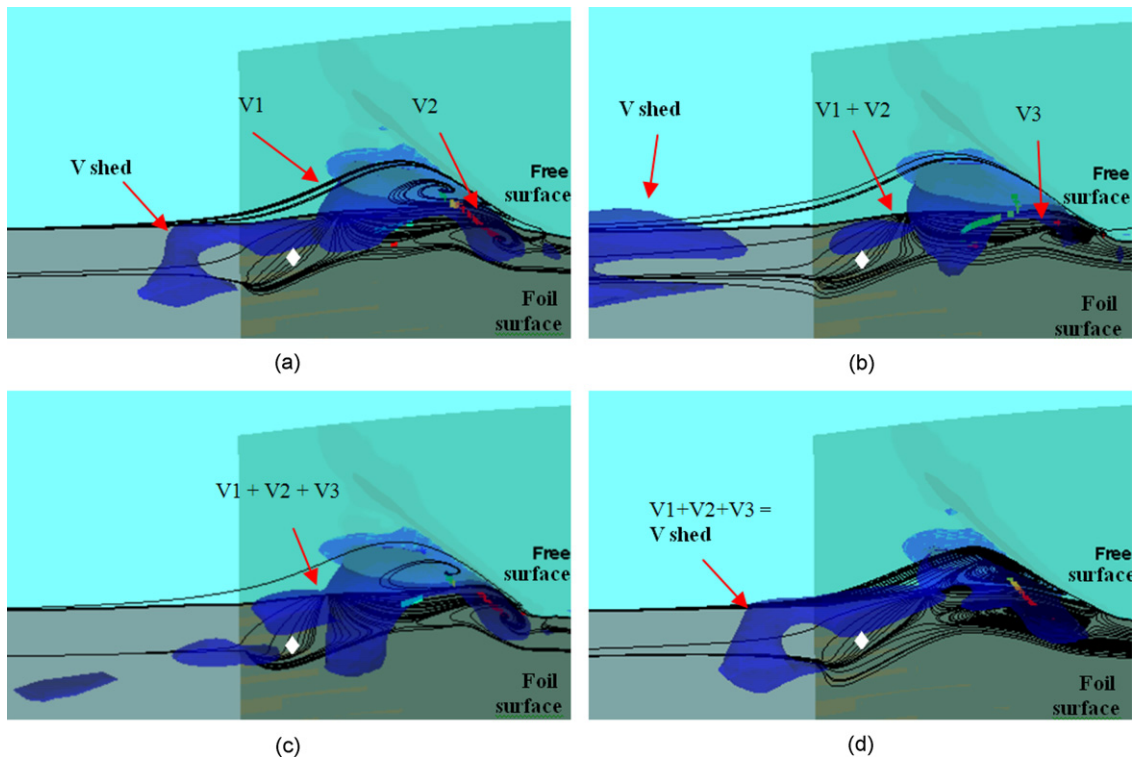 V1
V2
V shed
Free
surface
Foil
surface
(a)
V shed
V1 + V2
V3
Free
surface
Foil
surface
(b)
V1 + V2 + V3
Free
surface
Foil
surface
(c)
V1+V2+V3 =
V shed
Free
surface
Foil
surface
(d)